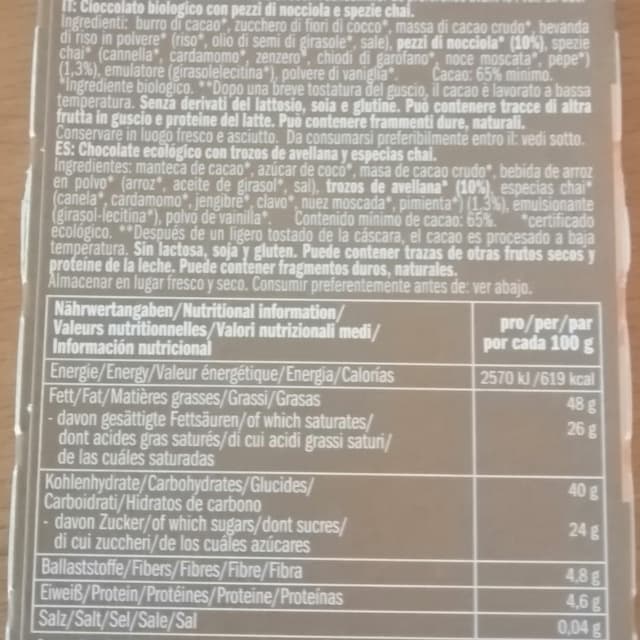 IT: Cioccolato biologico con pezzi di nocciola e spezie chai.
Ingredienti: burro di cacao*, zucchero di fiori di cocco*, massa di cacao crudo*, bevanda
di riso in polvere* (riso*, olio di semi di girasole*, sale), pezzi di nocciola* (10%), spezie
chai* (cannella*, cardamomo*, zenzero*, chiodi di garofano*, noce moscata*, pepe*)
(1,3%), emulatore (girasolelecitina*), polvere di vaniglia*. Cacao: 65% minimo.
*Ingrediente biologico. **Dopo una breve tostatura del guscio, il cacao è lavorato a bassa
temperatura. Senza derivati del lattosio, soia e glutine. Può contenere tracce di altra
frutta in guscio e proteine del latte. Può contenere frammenti dure, naturali.
Conservare in luogo fresco e asciutto. Da consumarsi preferibilmente entro il: vedi sotto.
ES: Chocolate ecológico con trozos de avellana y especias chai.
Ingredientes: manteca de cacao*, azúcar de coco*, masa de cacao crudo*, bebida de arroz
en polvo* (arroz*, aceite de girasol*, sal), trozos de avellana* (10%), especias chai*
(canela*, cardamomo*, jengibre*, clavo*, nuez moscada*, pimienta*) (1,3%), emulsionante
(girasol-lecitina*), polvo de vainilla*. Contenido mínimo de cacao: 65%. *certificado
ecológico. **Después de un ligero tostado de la cáscara, el cacao es procesado a baja
temperatura. Sin lactosa, soja y gluten. Puede contener trazas de otras frutos secos y
proteine de la leche. Puede contener fragmentos duros, naturales.
Almacenar en lugar fresco y seco. Consumir preferentemente antes de: ver abajo.
Nährwertangaben/Nutritional information/
Valeurs nutritionnelles/Valori nutrizionali medi/
Información nutricional
pro/per/par
por cada 100 g
Energie/Energy/Valeur énergétique/Energia/Calorías 2570 kJ/619 kcal
Fett/Fat/Matières grasses/Grassi/Grasas 48 g
- davon gesättigte Fettsäuren/of which saturates/ 26 g
dont acides gras saturés/di cui acidi grassi saturi/
de las cuáles saturadas
Kohlenhydrate/Carbohydrates/Glucides/ 40 g
Carboidrati/Hidratos de carbono
- davon Zucker/of which sugars/dont sucres/ 24 g
di cui zuccheri/de los cuáles azúcares
Ballaststoffe/Fibers/Fibres/Fibre/Fibra 4,8 g
Eiweiß/Protein/Protéines/Proteine/Proteínas 4,6 g
Salz/Salt/Sel/Sale/Sal 0,04 g